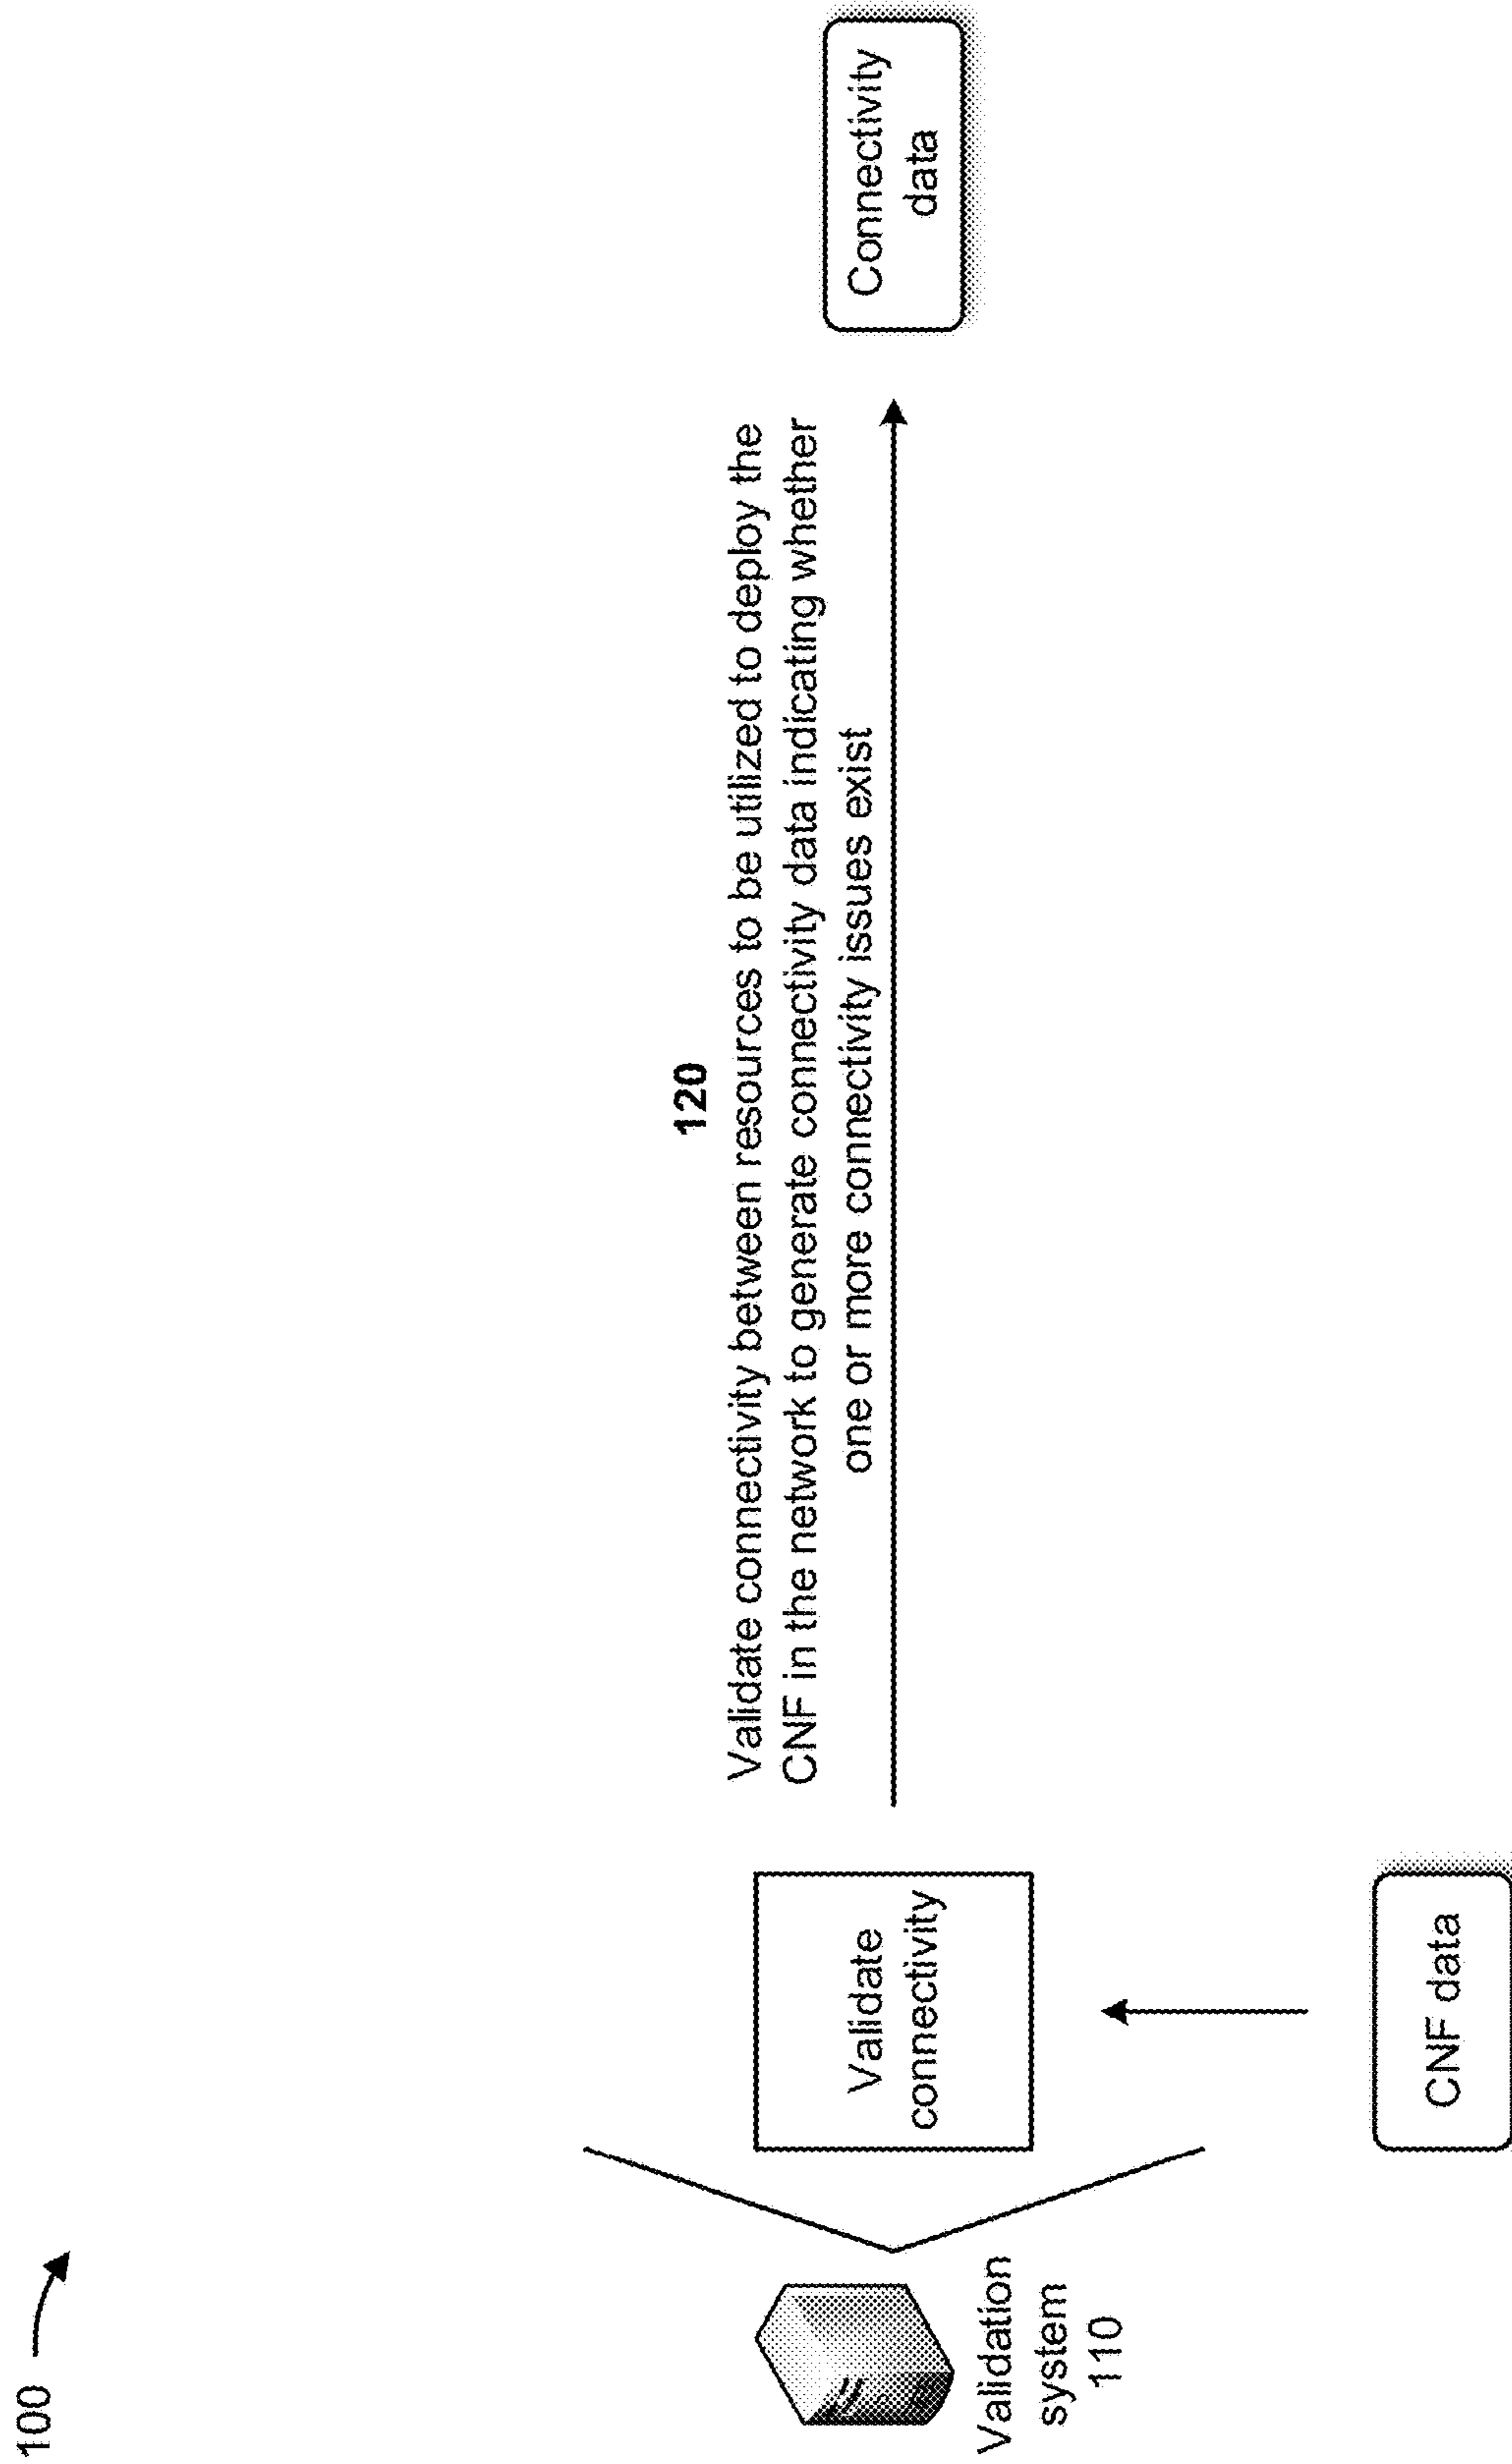 100
120
Validate connectivity between resources to be utilized to deploy the
CNF in the network to generate connectivity data indicating whether
one or more connectivity issues exist
Validation
system
110
Validate
connectivity
Connectivity
data
CNF data